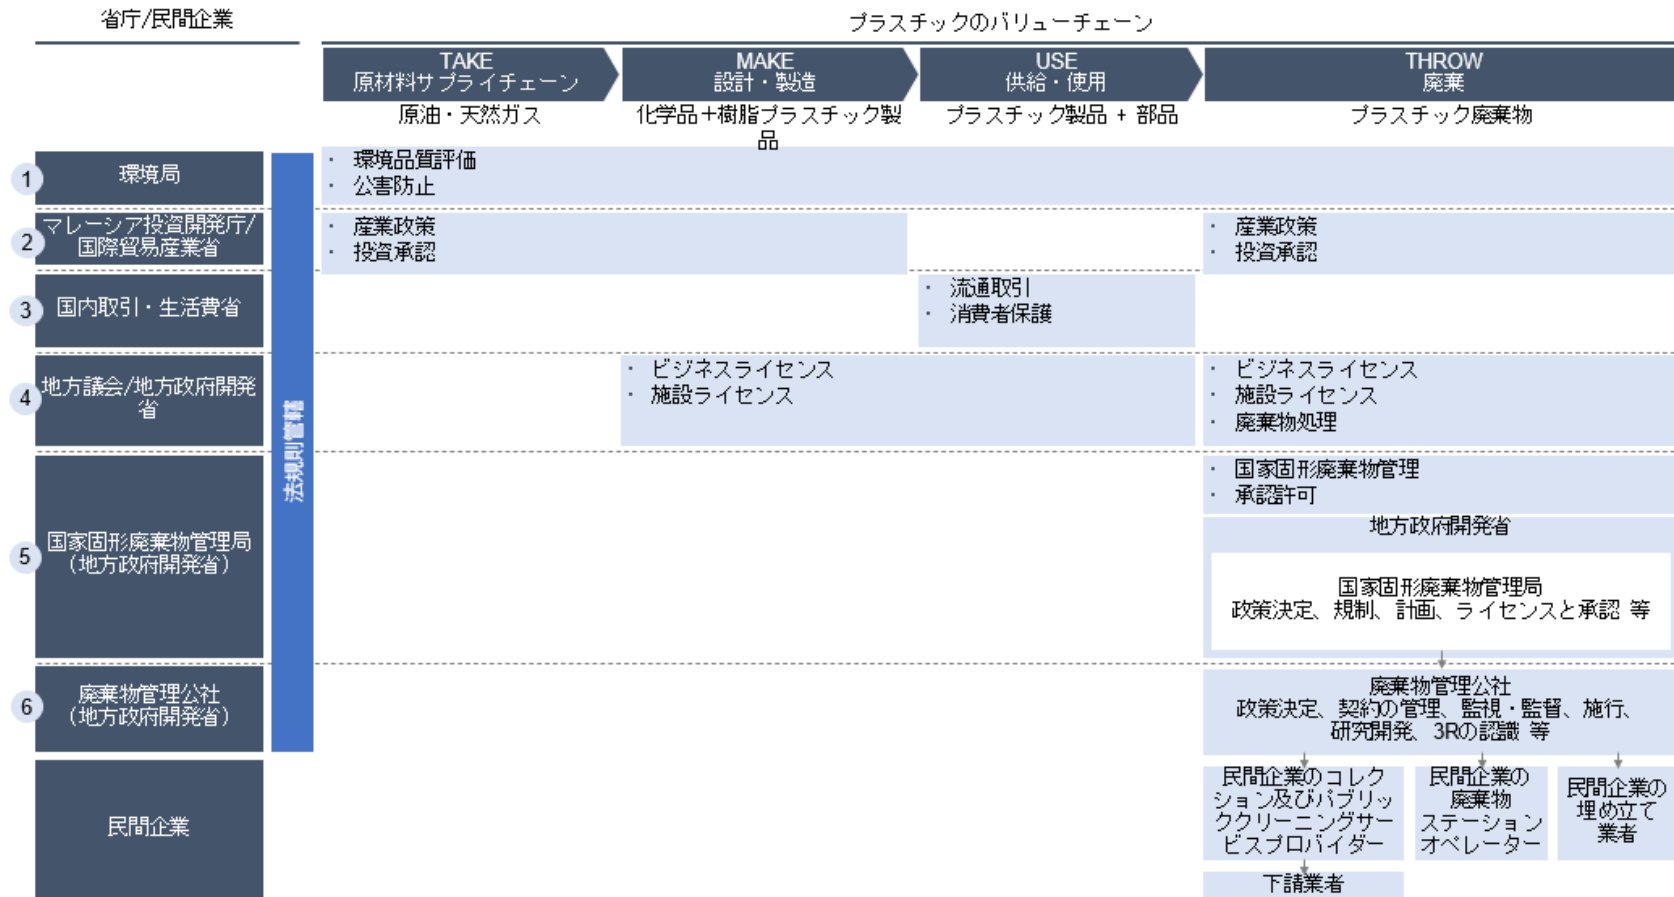 省庁/民間企業
プラスチックのバリューチェーン
TAKE
原材料サプライチェーン
MAKE
設計・製造
USE
供給・使用
THROW
廃棄
原油・天然ガス
化学品＋樹脂プラスチック製
品
プラスチック製品 + 部品
プラスチック廃棄物
法規則管轄
1
環境局
・ 環境品質評価
・ 公害防止
2
マレーシア投資開発庁/
国際貿易産業省
・ 産業政策
・ 投資承認
・ 産業政策
・ 投資承認
3
国内取引・生活費省
・ 流通取引
・ 消費者保護
4
地方議会/地方政府開発
省
・ ビジネスライセンス
・ 施設ライセンス
・ ビジネスライセンス
・ 施設ライセンス
・ 廃棄物処理
5
国家固形廃棄物管理局
（地方政府開発省）
・ 国家固形廃棄物管理
・ 承認許可
地方政府開発省
国家固形廃棄物管理局
政策決定、規制、計画、ライセンスと承認 等
6
廃棄物管理公社
（地方政府開発省）
廃棄物管理公社
政策決定、契約の管理、監視・監督、施行、
研究開発、3Rの認識 等
民間企業
民間企業のコレク
ション及びパブリッ
ククリーニングサー
ビスプロバイダー
民間企業の
廃棄物
ステーション
オペレーター
民間企業の
埋め立て
業者
下請業者